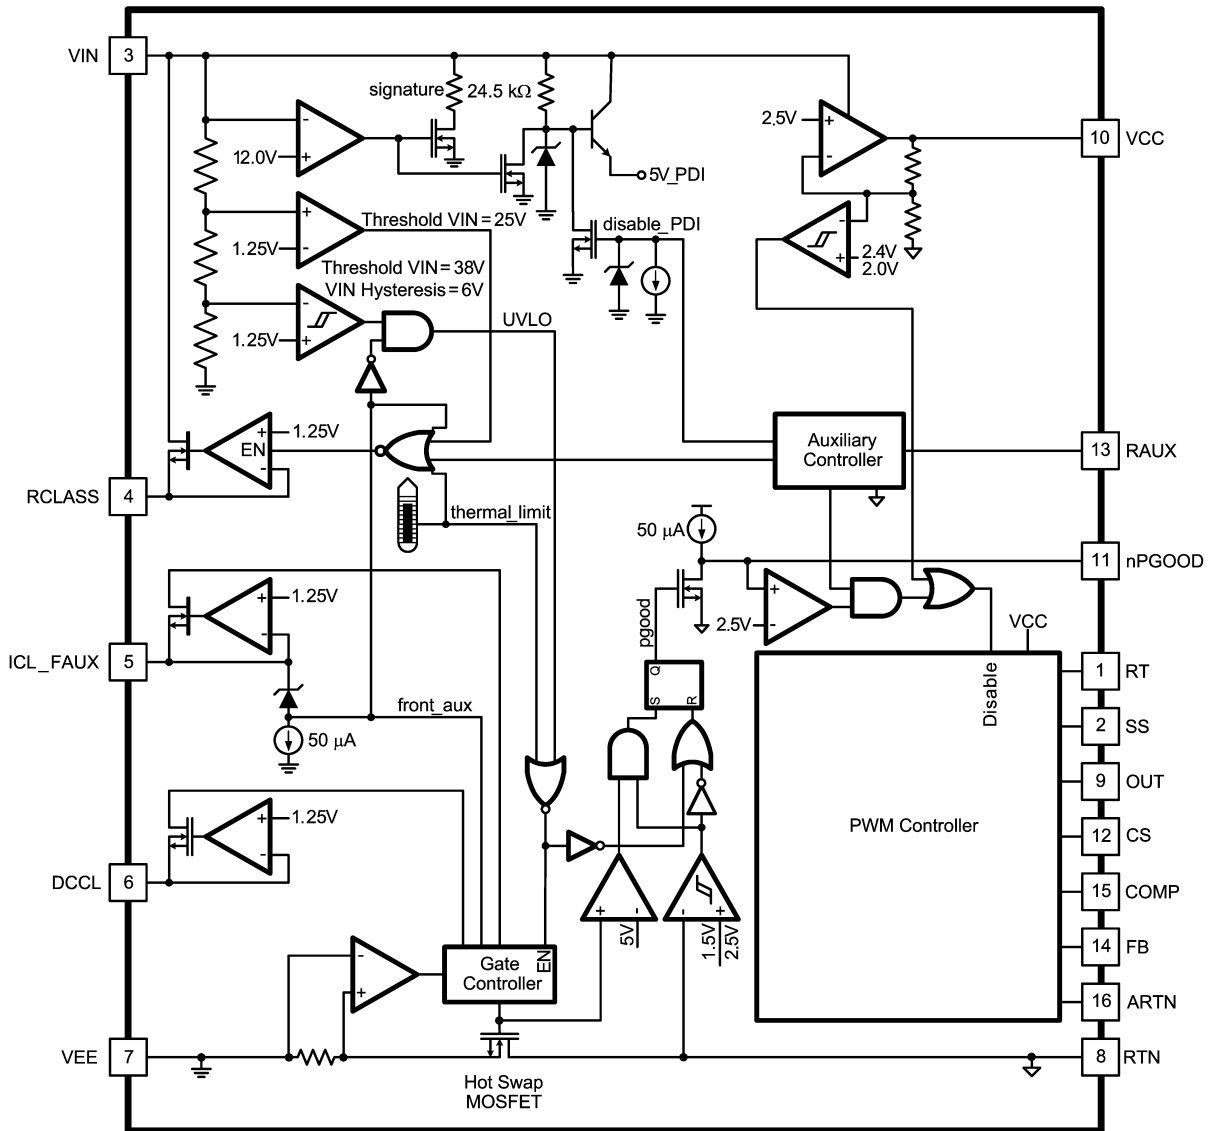 VIN
3
signature
24.5 kΩ
12.0V
5V_PDI
2.5V
10
VCC
Threshold VIN = 25V
1.25V
disable_PDI
2.4V
2.0V
Threshold VIN = 38V
VIN Hysteresis = 6V
1.25V
UVLO
1.25V
EN
Auxiliary
Controller
13
RAUX
RCLASS
4
thermal_limit
50 µA
11
nPGOOD
1.25V
2.5V
pgood
VCC
ICL_FAUX
5
Q
S
R
Disable
1
RT
front_aux
50 µA
2
SS
9
OUT
1.25V
PWM Controller
12
CS
DCCL
6
15
COMP
5V
1.5V
2.5V
14
FB
Gate
Controller
EN
16
ARTN
VEE
7
8
RTN
Hot Swap
MOSFET